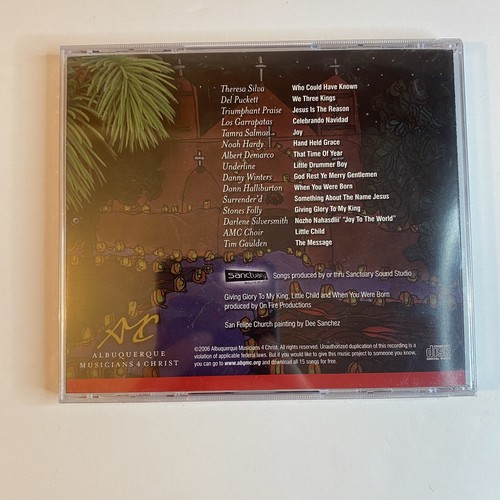 Theresa Silva Who Could Have Known
Del Puckett We Three Kings
Triumphant Praise Jesus Is The Reason
Los Garrapatas Celebrando Navidad
Tamra Salmon Joy
Noah Hardy Hand Held Grace
Albert Demarco That Time Of Year
Underline Little Drummer Boy
Danny Winters God Rest Ye Merry Gentlemen
Donn Halliburton When You Were Born
Surrender'd Something About The Name Jesus
Stones Folly Giving Glory To My King
Darlene Silversmith Nozho Nahasdlii' "Joy To The World"
AMC Choir Little Child
Tim Gaulden The Message
Sanctuary Songs produced by or thru Sanctuary Sound Studio
Giving Glory To My King, Little Child and When You Were Born
produced by On Fire Productions
San Felipe Church painting by Dee Sanchez
AC
ALBUQUERQUE
MUSICIANS 4 CHRIST
©2006 Albuquerque Musicians 4 Christ. All rights reserved. Unauthorized duplication of this recording is a
violation of applicable federal laws. But if you would like to give this music project to someone you know,
you can go to www.abqmc.org and download all 15 songs for free.
disc